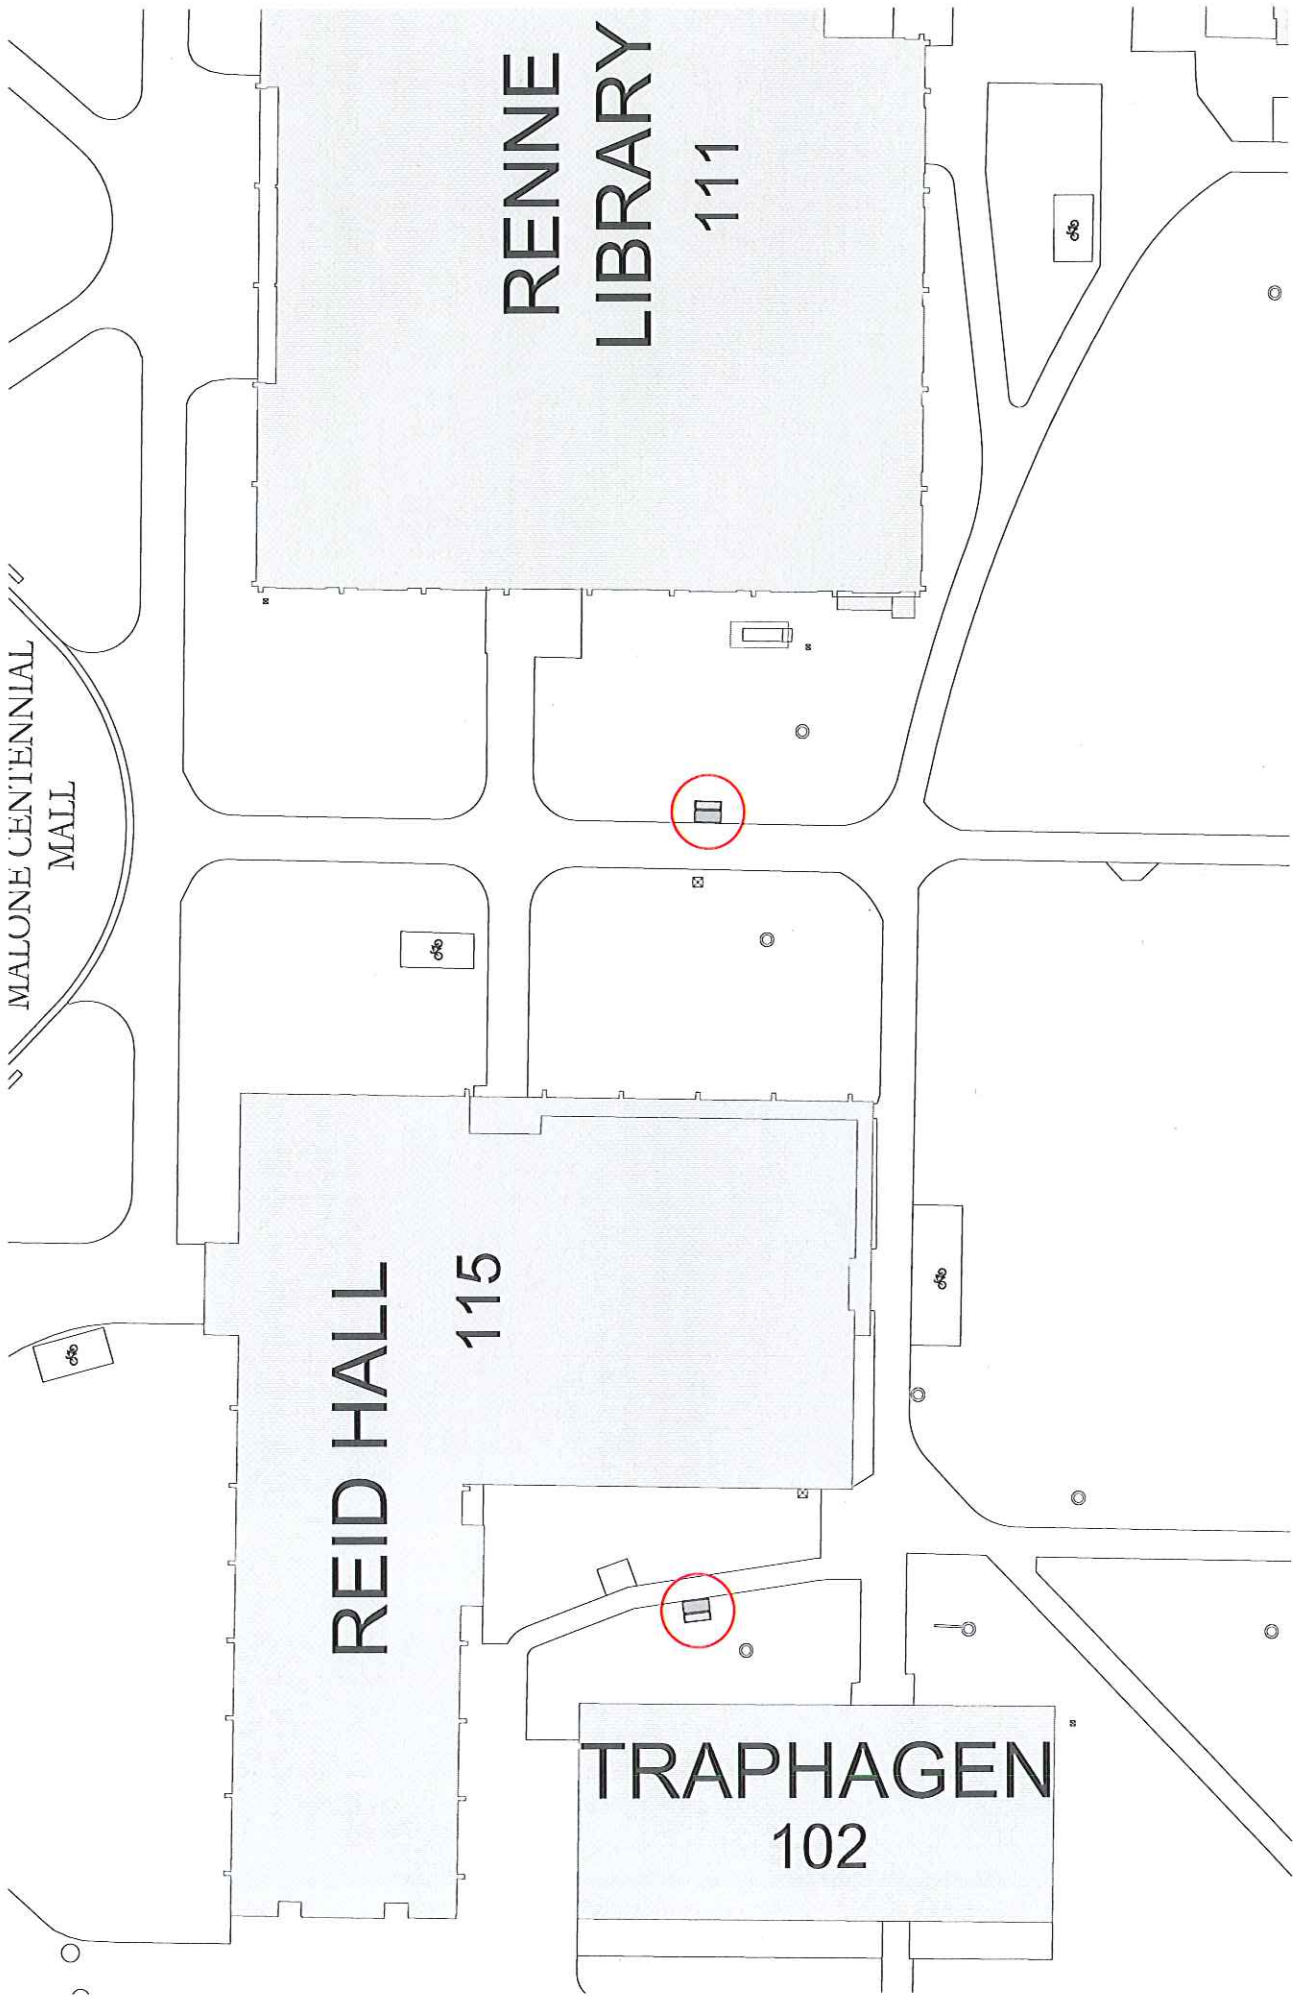 RENNE
LIBRARY
111
MALONE CENTENNIAL
MALL
REID HALL
115
TRAPHAGEN
102